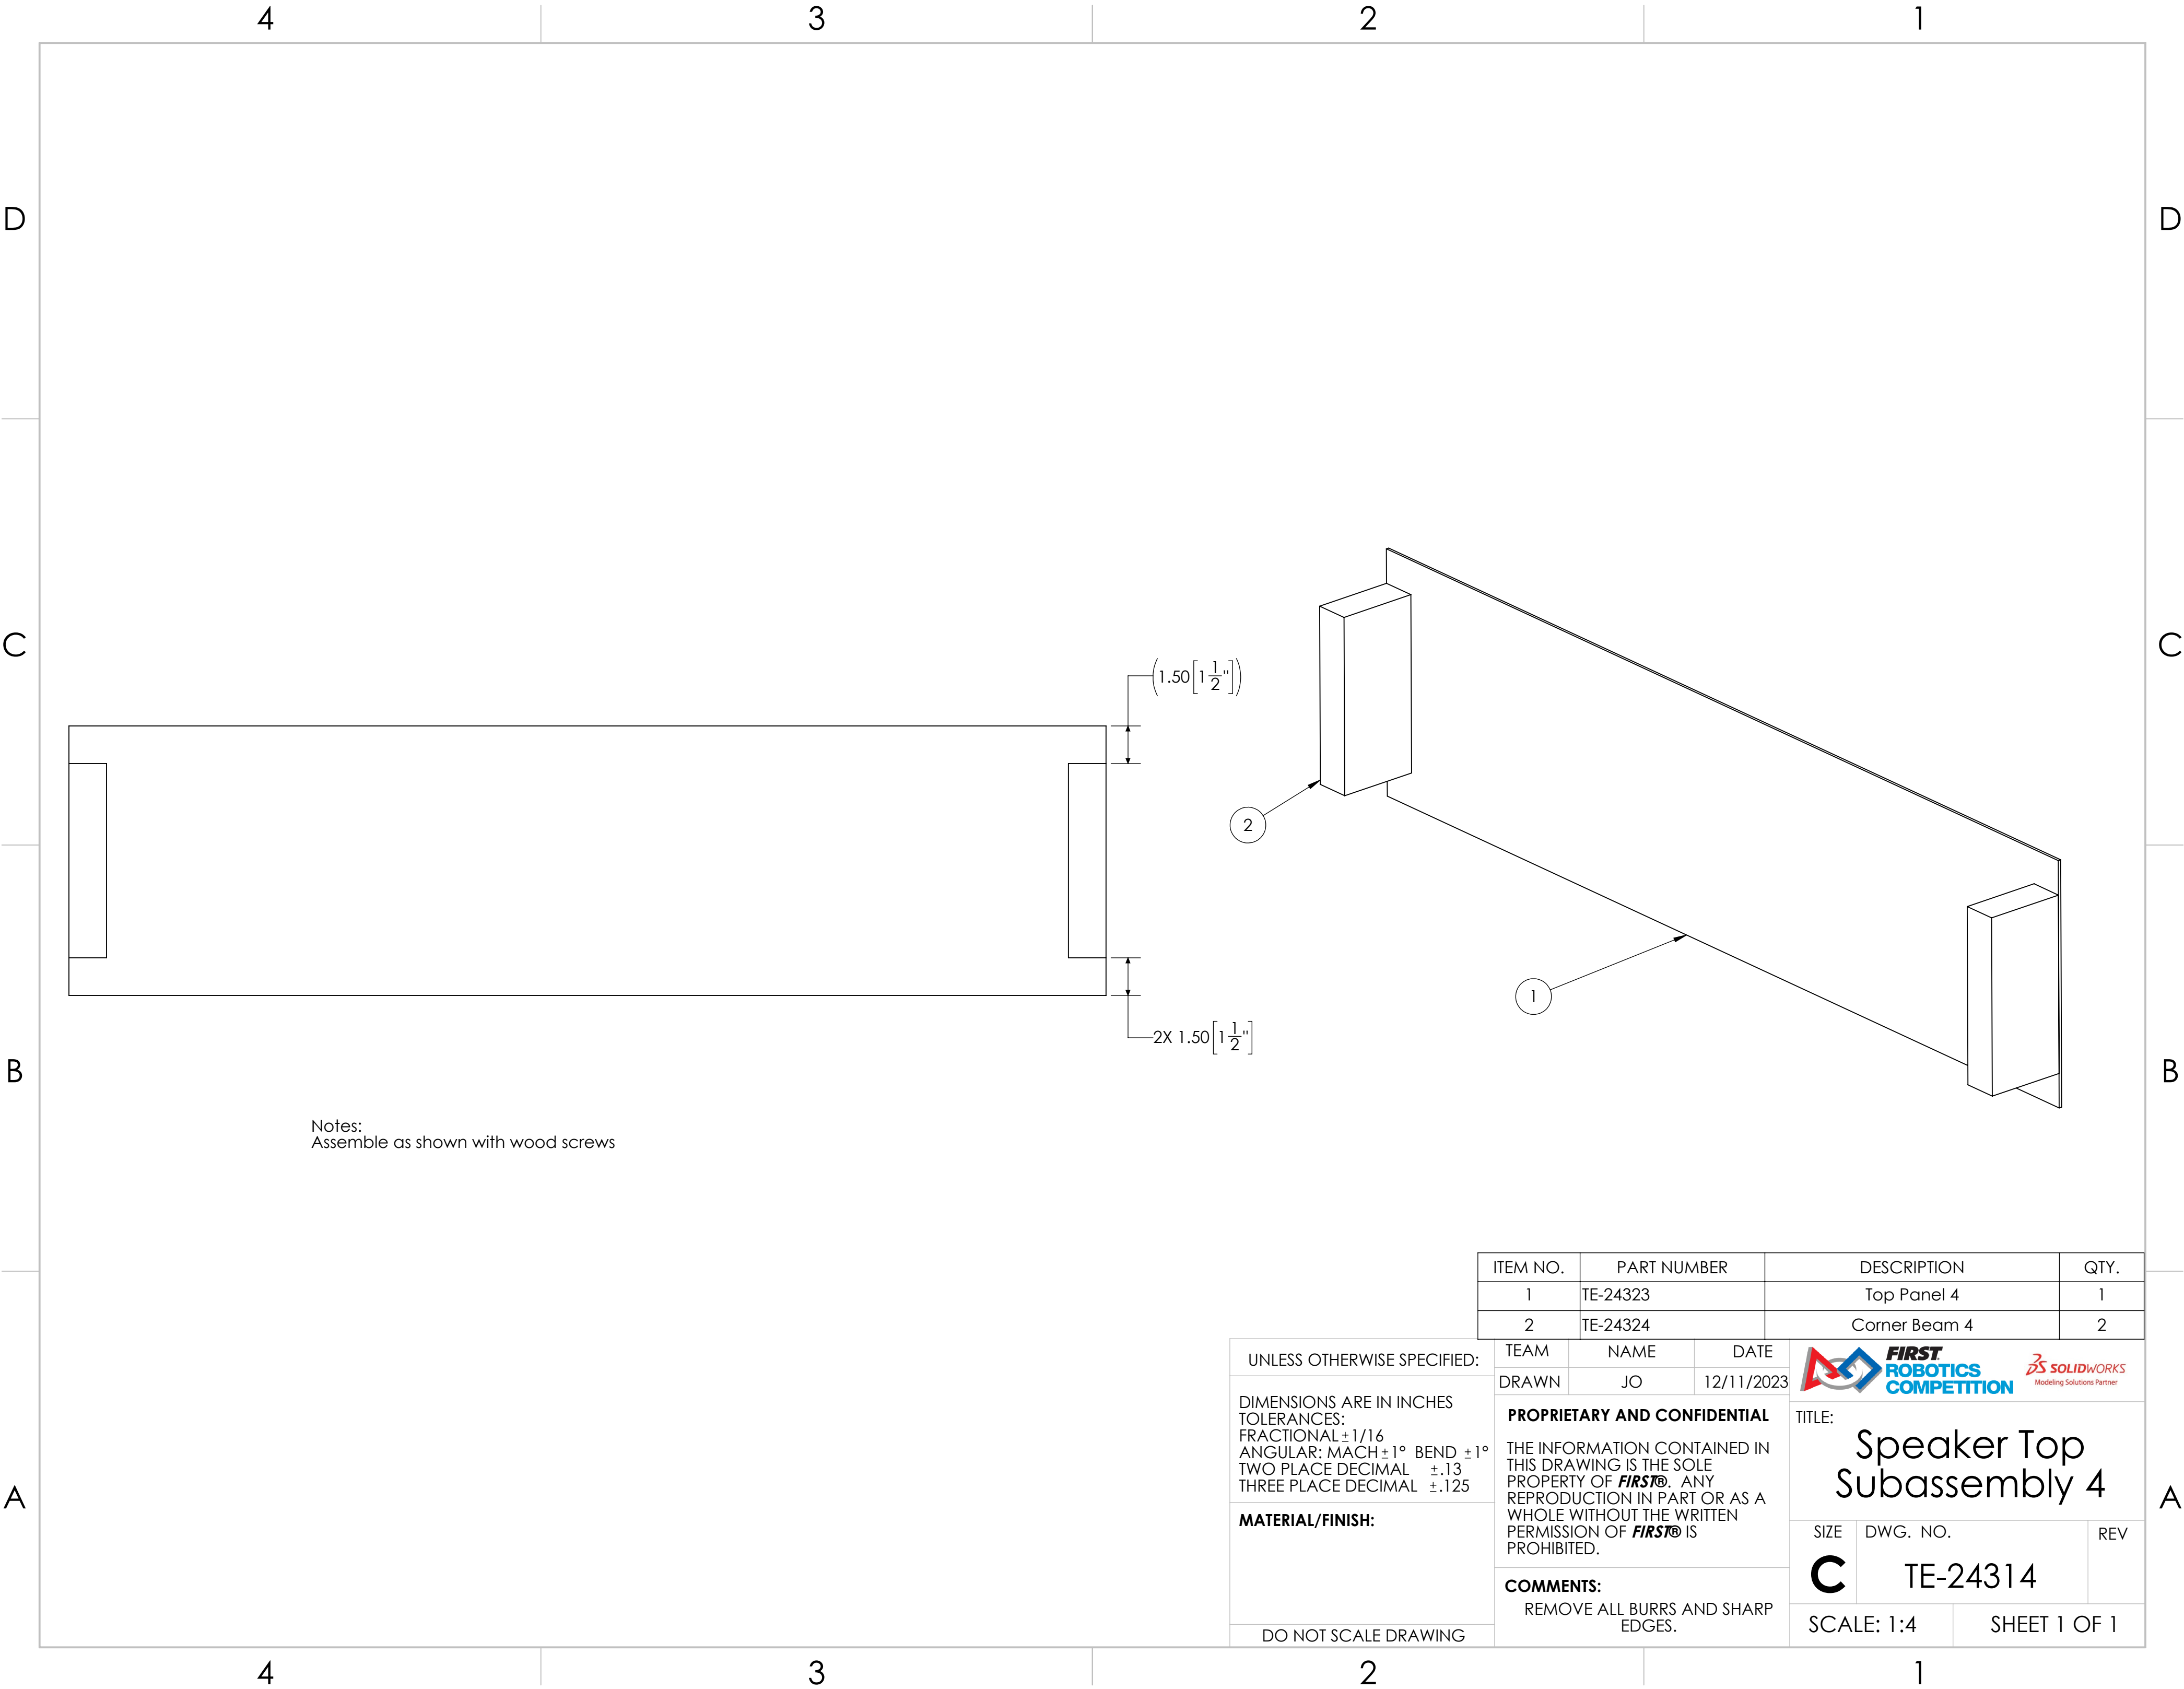 4 3 2 1
D D
C C
B B
A A
(1.50[1 1/2"])
2X 1.50[1 1/2"]
2
1
Notes:
Assemble as shown with wood screws
ITEM NO. PART NUMBER DESCRIPTION QTY.
1 TE-24323 Top Panel 4 1
2 TE-24324 Corner Beam 4 2
UNLESS OTHERWISE SPECIFIED:
DIMENSIONS ARE IN INCHES
TOLERANCES:
FRACTIONAL±1/16
ANGULAR: MACH±1° BEND ±1°
TWO PLACE DECIMAL ±.13
THREE PLACE DECIMAL ±.125
MATERIAL/FINISH:
DO NOT SCALE DRAWING
TEAM NAME DATE
DRAWN JO 12/11/2023
PROPRIETARY AND CONFIDENTIAL
THE INFORMATION CONTAINED IN
THIS DRAWING IS THE SOLE
PROPERTY OF FIRST®. ANY
REPRODUCTION IN PART OR AS A
WHOLE WITHOUT THE WRITTEN
PERMISSION OF FIRST® IS
PROHIBITED.
COMMENTS:
REMOVE ALL BURRS AND SHARP
EDGES.
FIRST
ROBOTICS
COMPETITION
SOLIDWORKS
Modeling Solutions Partner
TITLE:
Speaker Top
Subassembly 4
SIZE DWG. NO. REV
C TE-24314
SCALE: 1:4 SHEET 1 OF 1
4 3 2 1